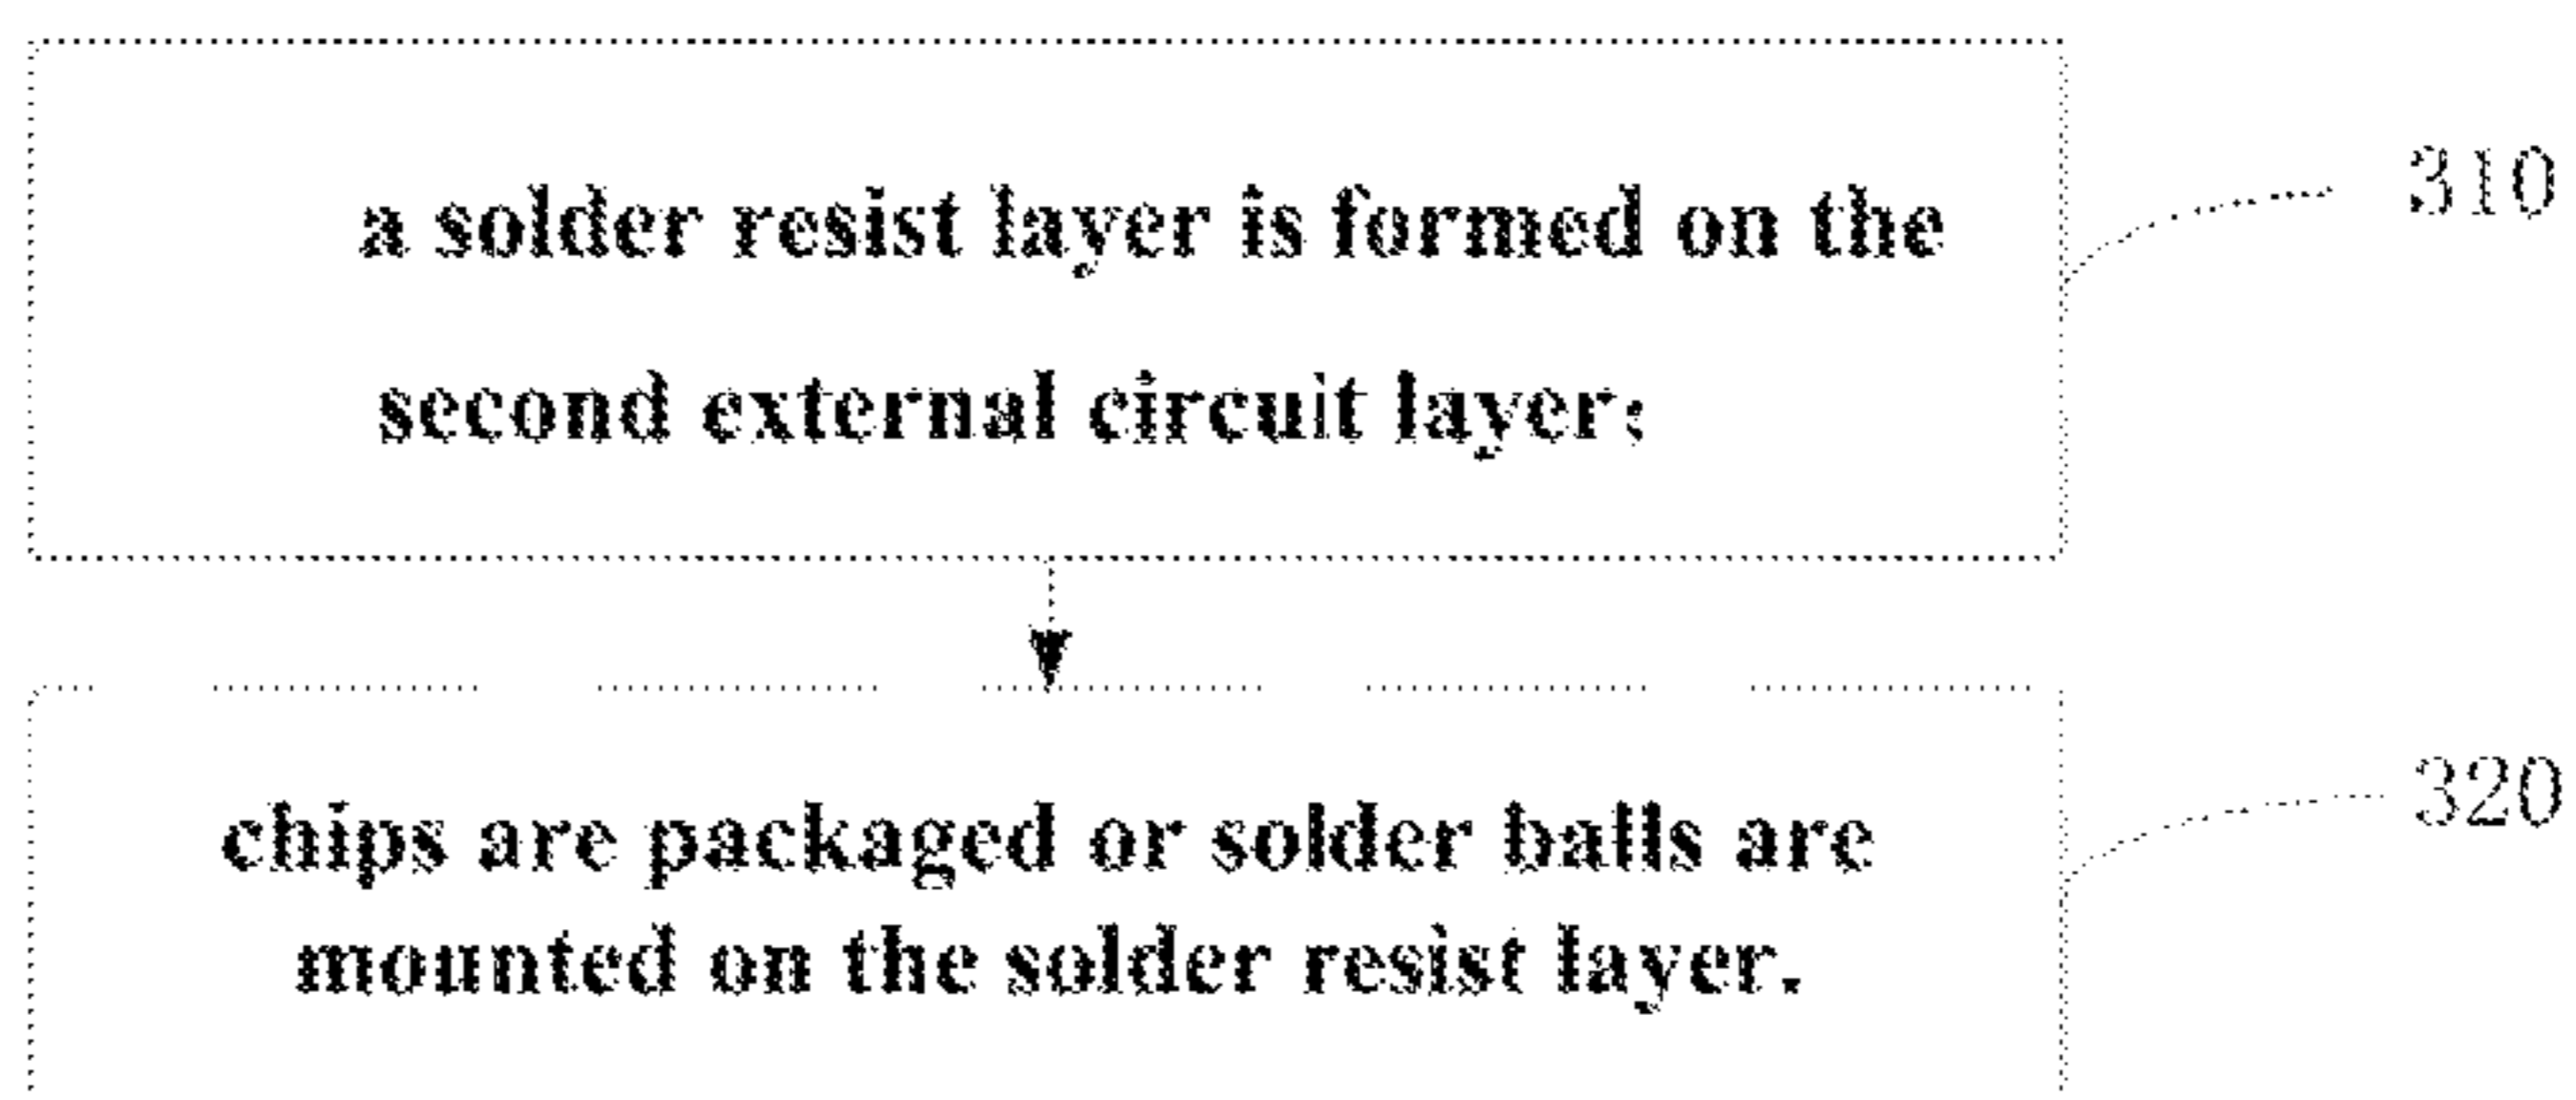 a solder resist layer is formed on the
310
second external circuit layer;
chips are packaged or solder balls are
320
mounted on the solder resist layer.